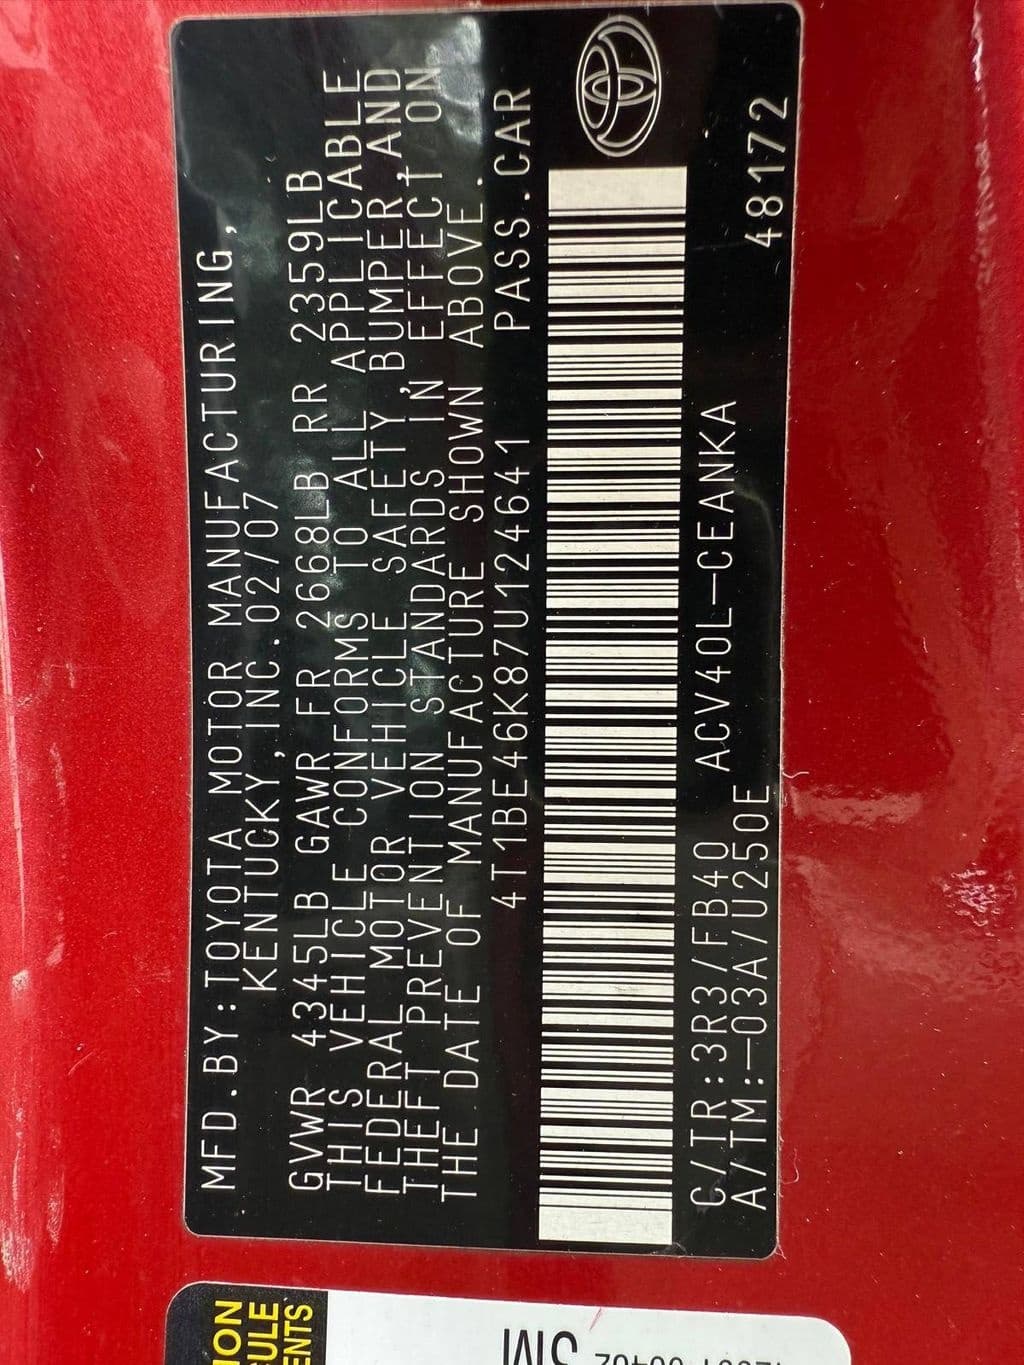 MFD.BY:TOYOTA MOTOR MANUFACTURING,
KENTUCKY,INC.02/07
GVWR 4345LB GAWR FR 2668LB RR 2359LB
THIS VEHICLE CONFORMS TO ALL APPLICABLE
FEDERAL MOTOR VEHICLE SAFETY,BUMPER,AND
THEFT PREVENTION STANDARDS IN EFFECT ON
THE DATE OF MANUFACTURE SHOWN ABOVE.
4T1BE46K87U124641 PASS.CAR
C/TR:3R3/FB40 ACV40L-CEANKA
A/TM:-03A/U250E 48172